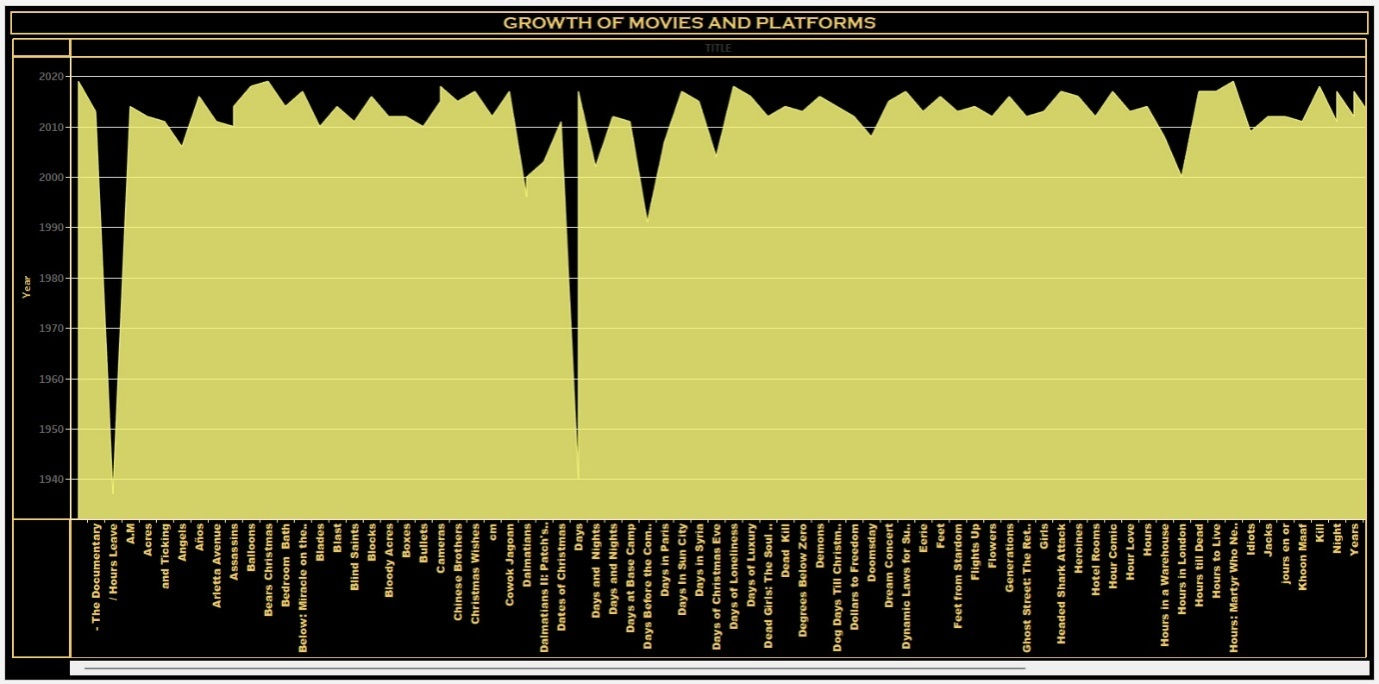 GROWTH OF MOVIES AND PLATFORMS
TITLE
Year
2020
2010
2000
1990
1980
1970
1960
1950
1940
- The Documentary
/ Hours Leave
A.M
Acres
and Ticking
Angels
Años
Arletta Avenue
Assassins
Balloons
Bears Christmas
Bedroom Bath
Below: Miracle on the..
Blades
Blast
Blind Saints
Blocks
Bloody Acres
Boxes
Bullets
Cameras
Chinese Brothers
Christmas Wishes
cm
Cowok Jagoan
Dalmatians
Dalmatians II: Patch's..
Dates of Christmas
Days
Days and Nights
Days and Nights
Days at Base Camp
Days Before the Com..
Days in Paris
Days In Sun City
Days in Syria
Days of Christmas Eve
Days of Loneliness
Days of Luxury
Dead Girls: The Soul ..
Dead Kill
Degrees Below Zero
Demons
Dog Days Till Christm..
Dollars to Freedom
Doomsday
Dream Concert
Dynamic Laws for Su..
Eerie
Feet
Feet from Stardom
Flights Up
Flowers
Generations
Ghost Street: The Ret..
Girls
Headed Shark Attack
Heroines
Hotel Rooms
Hour Comic
Hour Love
Hours
Hours in a Warehouse
Hours in London
Hours til Dead
Hours to Live
Hours: Martyr Who Ne..
Idiots
Jacks
jours en or
Khoon Maaf
Kill
Night
Years